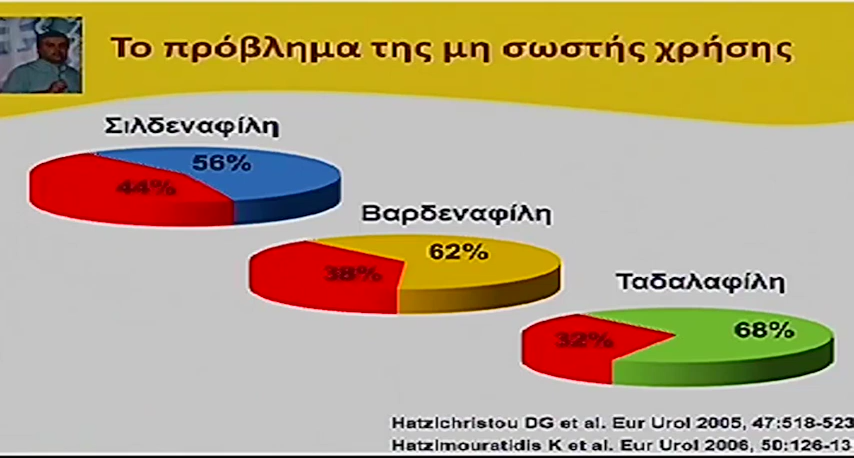 Το πρόβλημα της μη σωστής χρήσης
Σιλδεναφίλη
56%
44%
Βαρδεναφίλη
62%
38%
Ταδαλαφίλη
68%
32%
Hatzichristou DG et al. Eur Urol 2005, 47:518-523
Hatzimouratidis K et al. Eur Urol 2006, 50:126-13